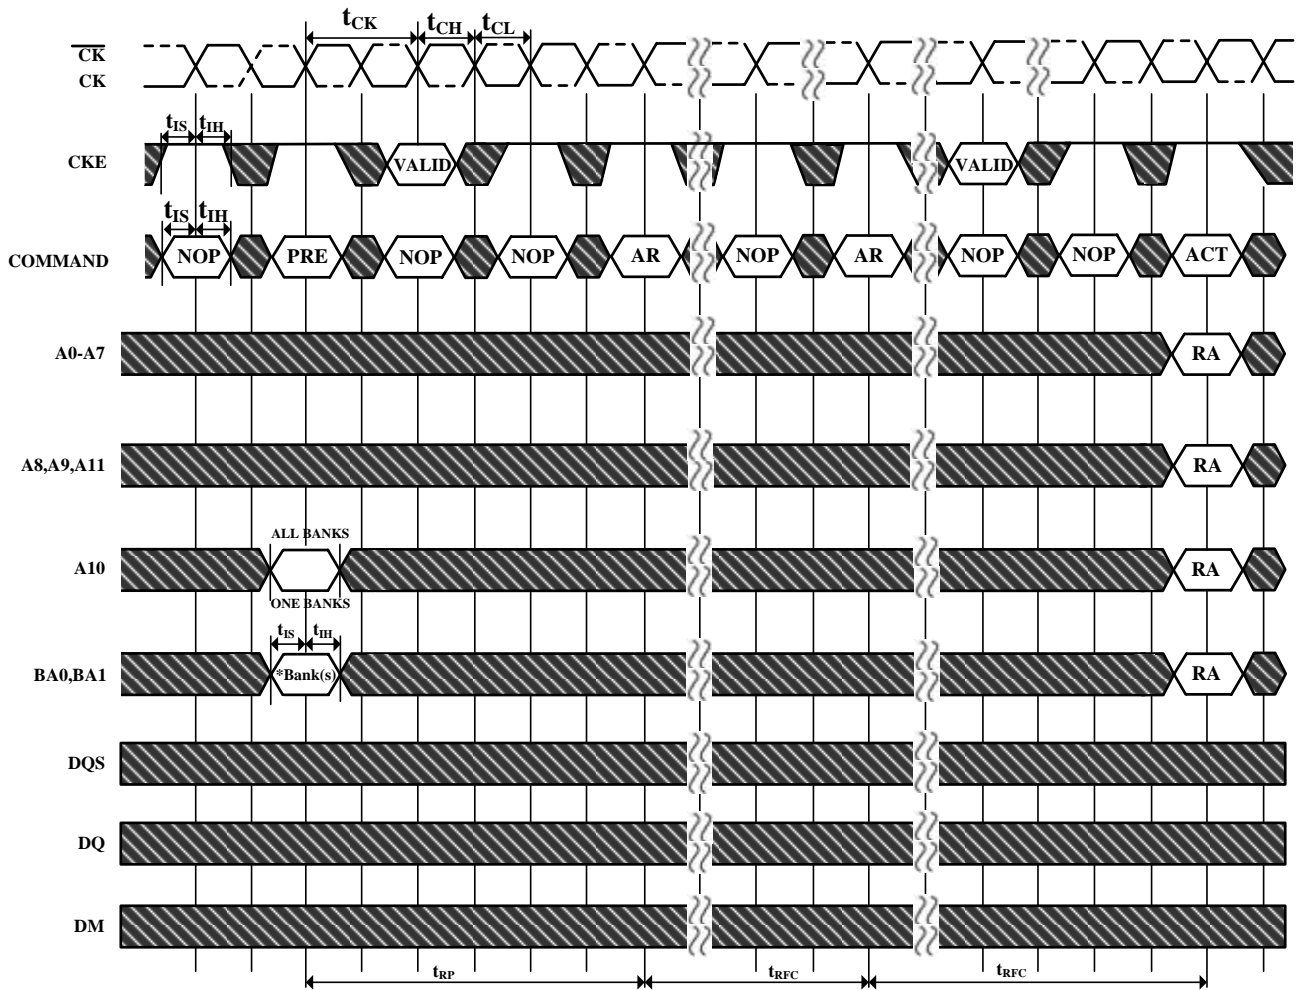 tCK tCH tCL
CK
CK
tIS tIH
CKE VALID VALID
tIS tIH
COMMAND NOP PRE NOP NOP AR NOP AR NOP NOP ACT
A0-A7 RA
A8,A9,A11 RA
ALL BANKS
A10 RA
ONE BANKS
tIS tIH
BA0,BA1 *Bank(s) RA
DQS
DQ
DM
tRP tRFC tRFC